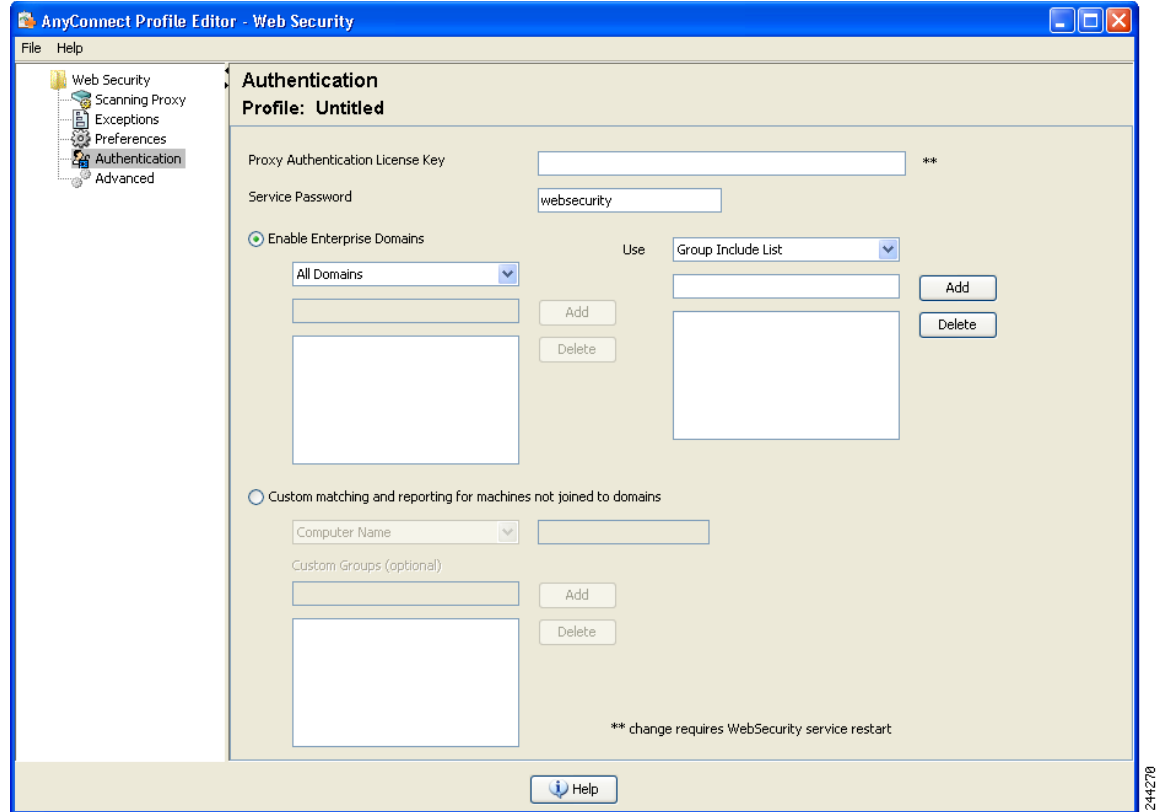 AnyConnect Profile Editor - Web Security
File Help
Web Security
Scanning Proxy
Exceptions
Preferences
Authentication
Advanced
Authentication
Profile: Untitled
Proxy Authentication License Key **
Service Password websecurity
Enable Enterprise Domains
Use Group Include List
All Domains
Add
Delete
Add
Delete
Custom matching and reporting for machines not joined to domains
Computer Name
Custom Groups (optional)
Add
Delete
** change requires WebSecurity service restart
Help
244270